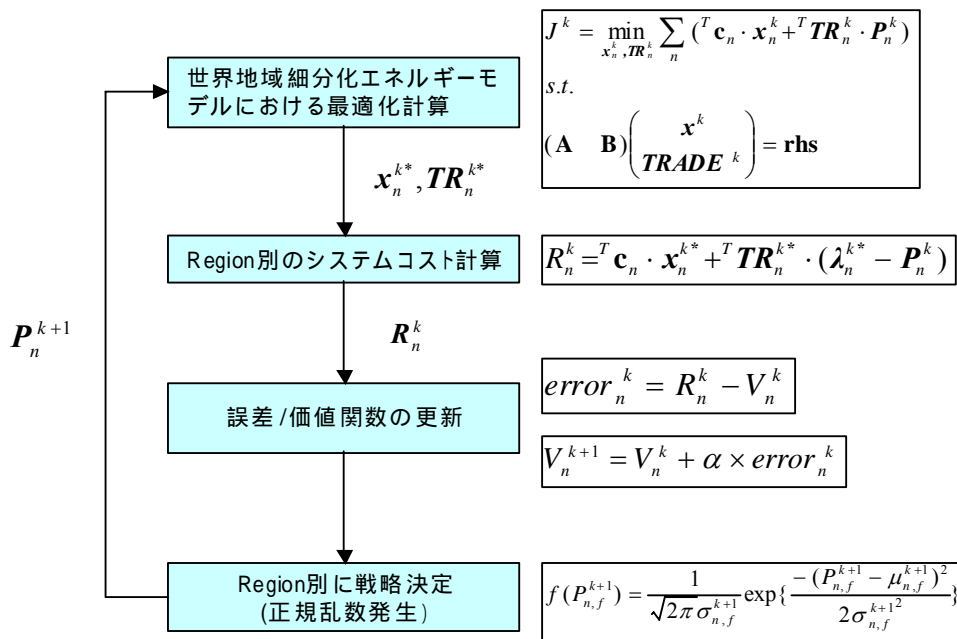 世界地域細分化エネルギーモ
デルにおける最適化計算
J^k = min_{x_n^k, TR_n^k} ∑_n (^T c_n · x_n^k + ^T TR_n^k · P_n^k)
s.t.
(A B)(x^k TRADE^k) = rhs
x_n^{k*}, TR_n^{k*}
Region別のシステムコスト計算
R_n^k = ^T c_n · x_n^{k*} + ^T TR_n^{k*} · (λ_n^{k*} − P_n^k)
P_n^{k+1}
R_n^k
誤差/価値関数の更新
error_n^k = R_n^k − V_n^k
V_n^{k+1} = V_n^k + α × error_n^k
Region別に戦略決定
(正規乱数発生)
f(P_{n,f}^{k+1}) = 1/(√(2π) σ_{n,f}^{k+1}) exp{−(P_{n,f}^{k+1} − μ_{n,f}^{k+1})^2 / 2σ_{n,f}^{k+1 2}}